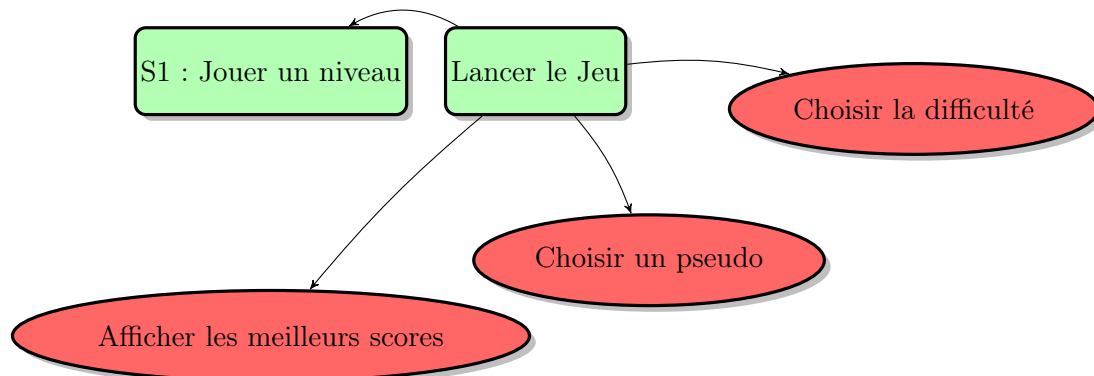 S1 : Jouer un niveau
Lancer le Jeu
Choisir la difficulté
Choisir un pseudo
Afficher les meilleurs scores